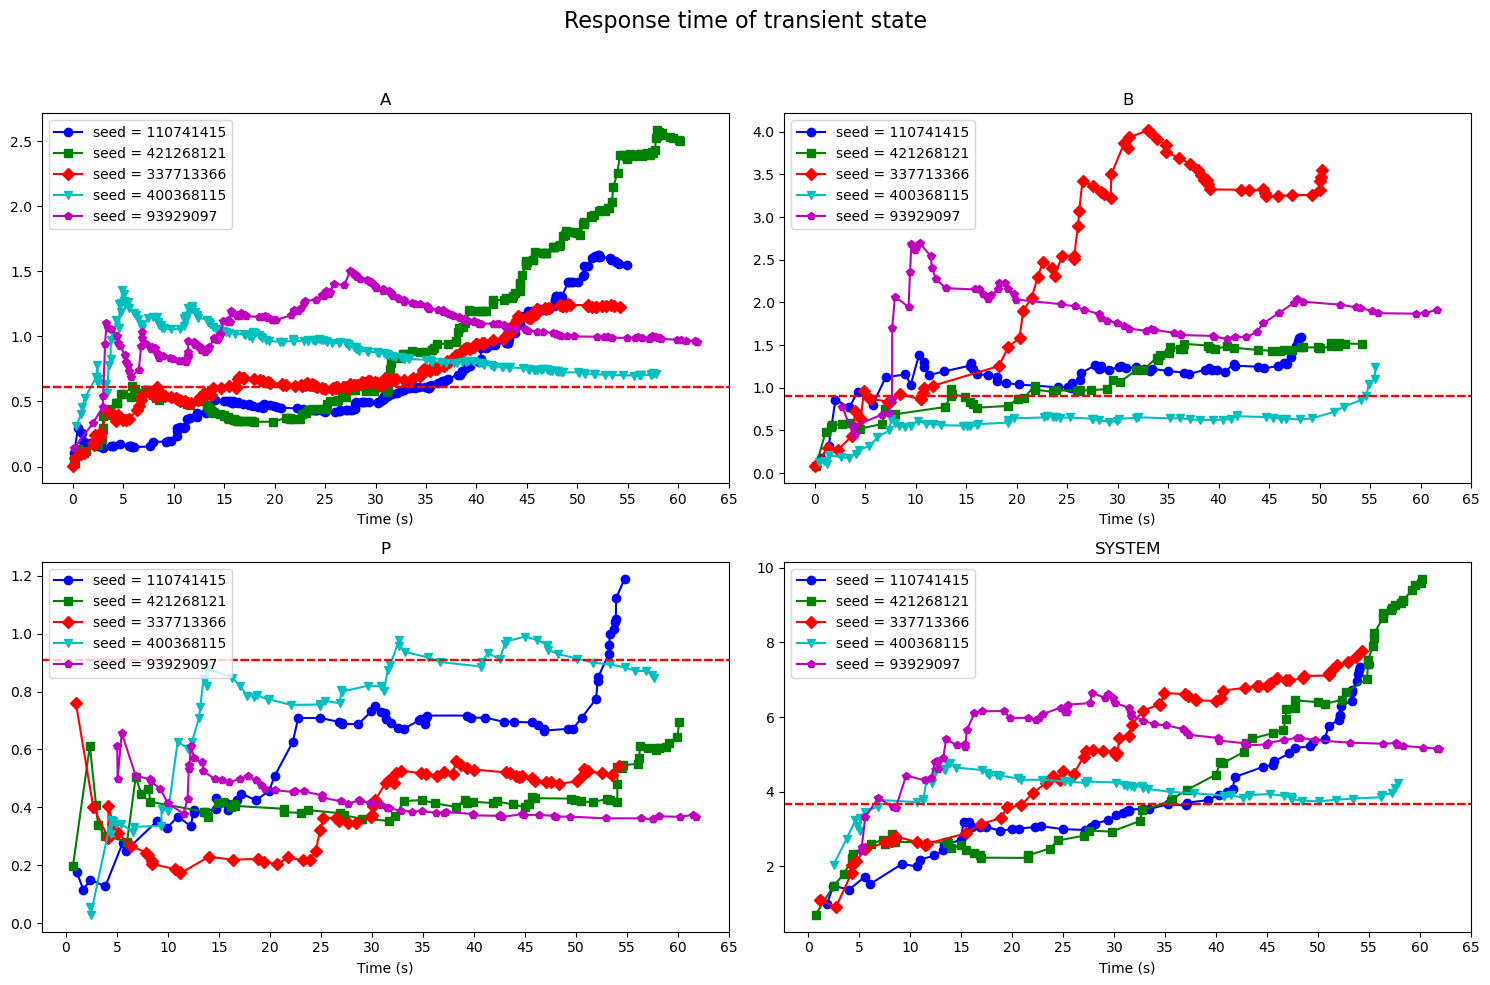 Response time of transient state
A
seed = 110741415
seed = 421268121
seed = 337713366
seed = 400368115
seed = 93929097
2.5
2.0
1.5
1.0
0.5
0.0
0 5 10 15 20 25 30 35 40 45 50 55 60 65
Time (s)
B
seed = 110741415
seed = 421268121
seed = 337713366
seed = 400368115
seed = 93929097
4.0
3.5
3.0
2.5
2.0
1.5
1.0
0.5
0.0
0 5 10 15 20 25 30 35 40 45 50 55 60 65
Time (s)
P
seed = 110741415
seed = 421268121
seed = 337713366
seed = 400368115
seed = 93929097
1.2
1.0
0.8
0.6
0.4
0.2
0.0
0 5 10 15 20 25 30 35 40 45 50 55 60 65
Time (s)
SYSTEM
seed = 110741415
seed = 421268121
seed = 337713366
seed = 400368115
seed = 93929097
10
8
6
4
2
0 5 10 15 20 25 30 35 40 45 50 55 60 65
Time (s)